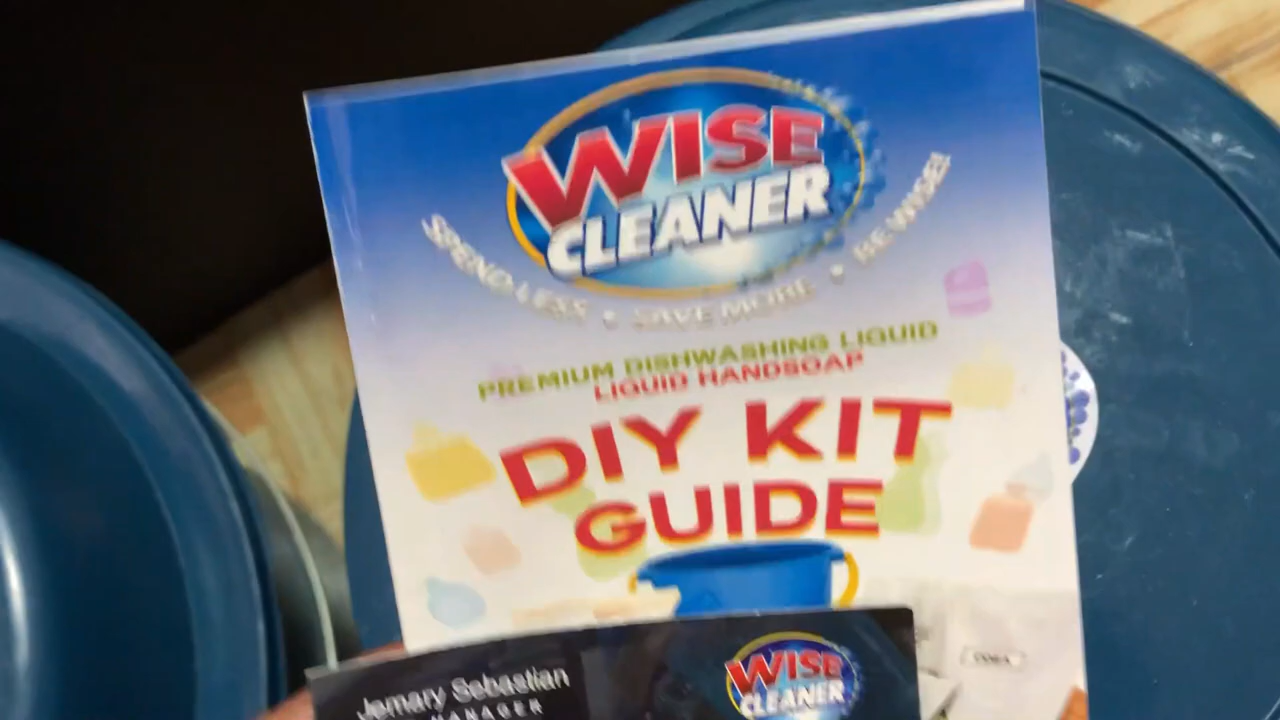 WISE
CLEANER
SPEND LESS • SAVE MORE • BE WISE!
PREMIUM DISHWASHING LIQUID
LIQUID HANDSOAP
DIY KIT
GUIDE
Jemary Sebastian
MANAGER
WISE
CLEANER